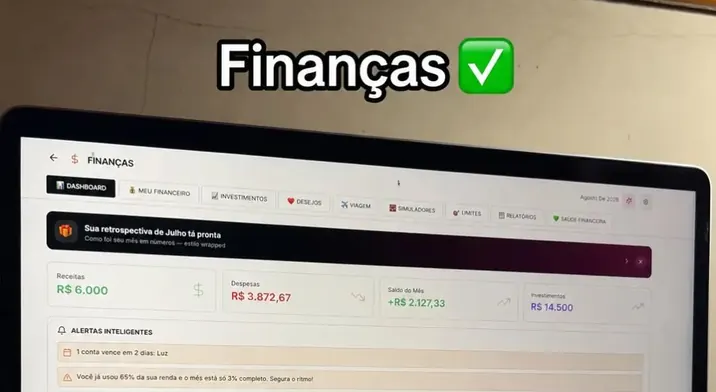 Finanças ✅
← $ FINANÇAS
Agosto De 2026
DASHBOARD
MEU FINANCEIRO
INVESTIMENTOS
DESEJOS
VIAGEM
SIMULADORES
LIMITES
RELATÓRIOS
SAÚDE FINANCEIRA
Sua retrospectiva de Julho tá pronta
Como foi seu mês em números — estilo wrapped
Receitas
R$ 6.000
Despesas
R$ 3.872,67
Saldo do Mês
+R$ 2.127,33
Investimentos
R$ 14.500
ALERTAS INTELIGENTES
1 conta vence em 2 dias: Luz
Você já usou 65% da sua renda e o mês está só 3% completo. Segura o ritmo!